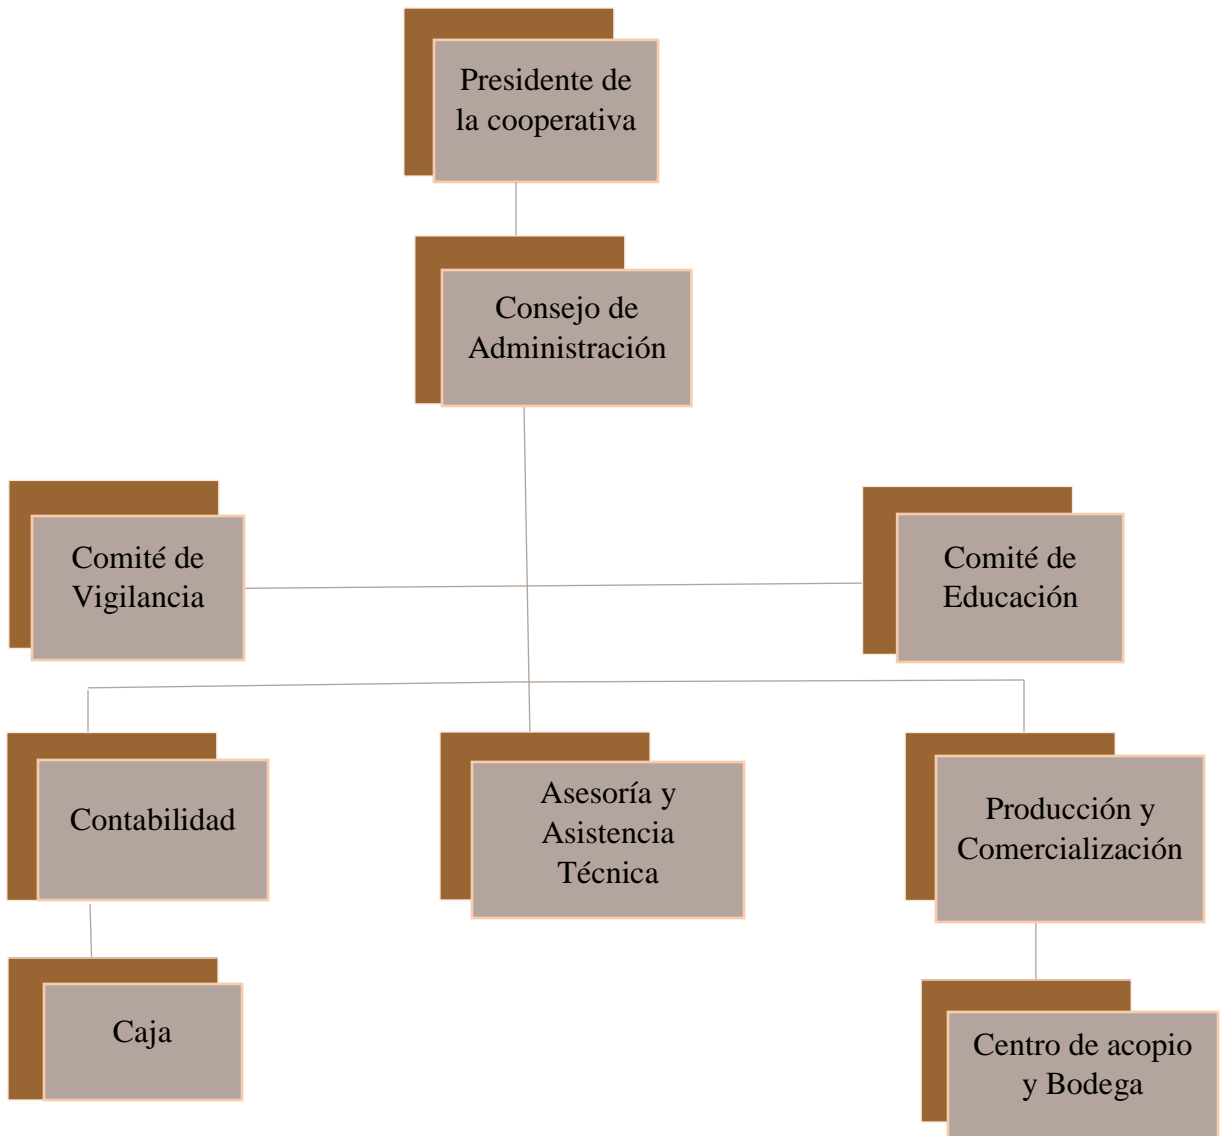 Presidente de
la cooperativa
Consejo de
Administración
Comité de
Vigilancia
Comité de
Educación
Contabilidad
Asesoría y
Asistencia
Técnica
Producción y
Comercialización
Caja
Centro de acopio
y Bodega